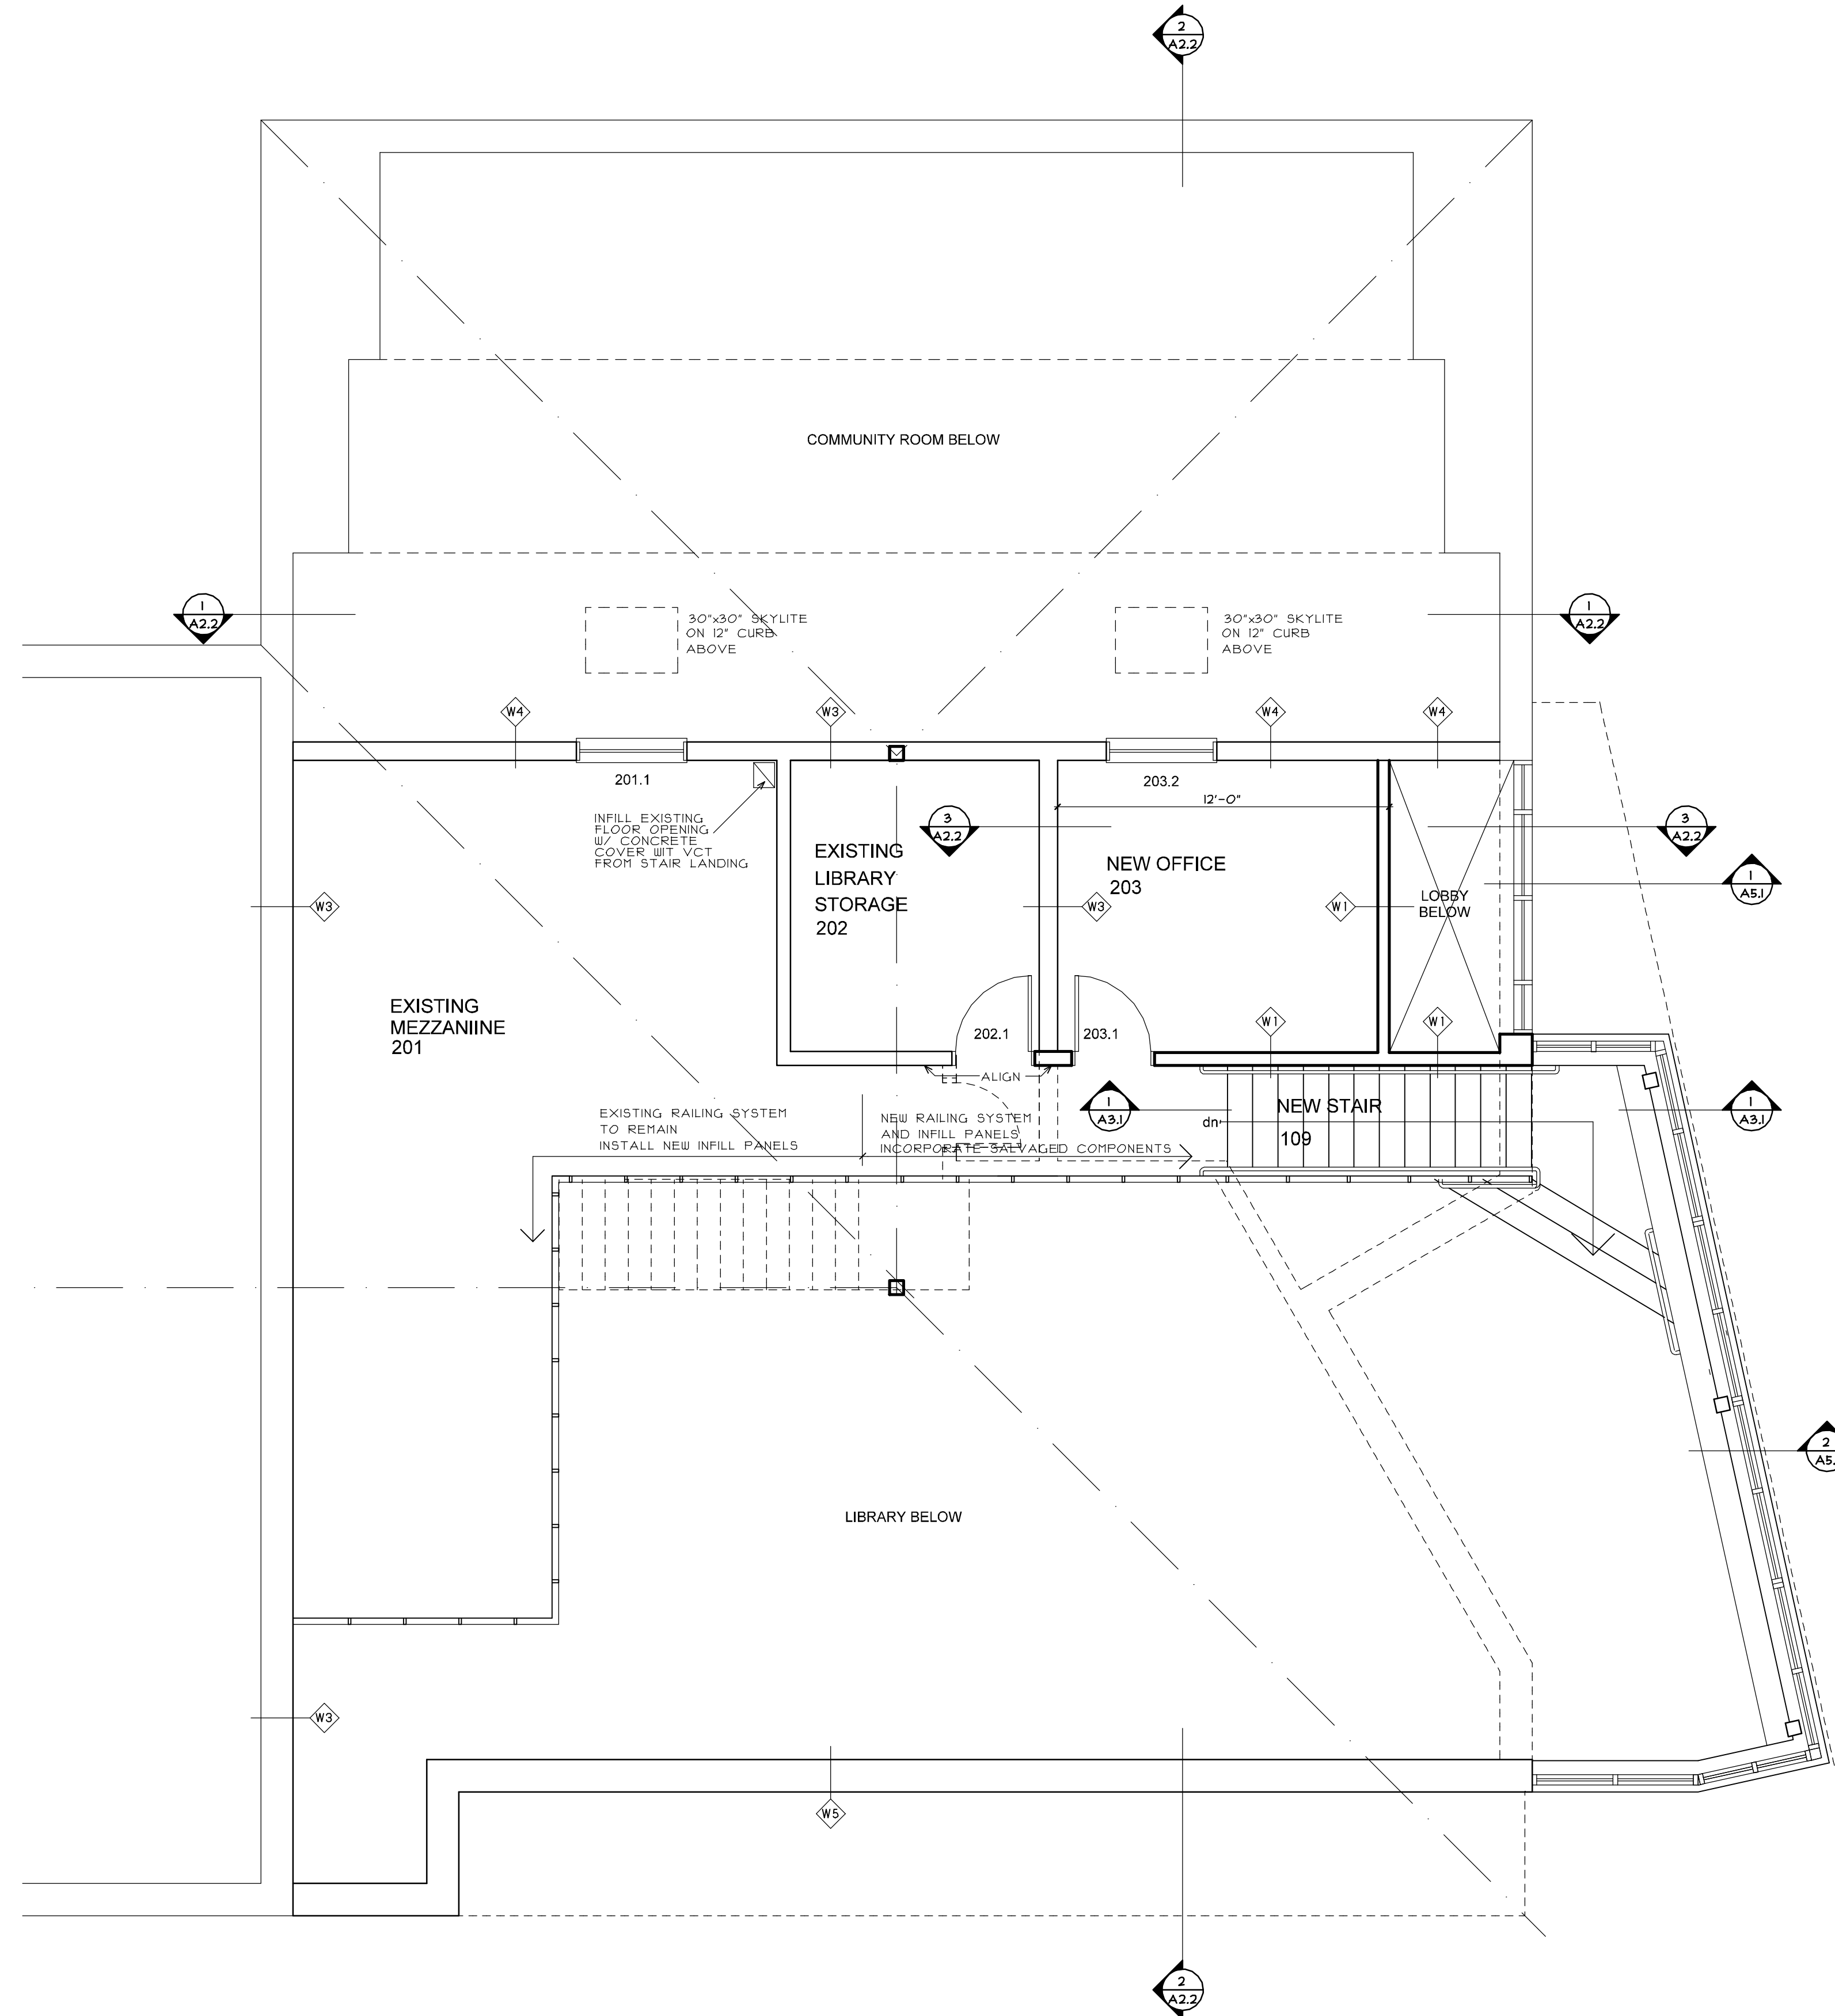 2
A2.2
COMMUNITY ROOM BELOW
1
A2.2
30"x30" SKYLITE
ON 12" CURB
ABOVE
30"x30" SKYLITE
ON 12" CURB
ABOVE
1
A2.2
W4
W3
W4
W4
201.1
203.2
12'-0"
INFILL EXISTING
FLOOR OPENING
W/ CONCRETE
COVER WIT VCT
FROM STAIR LANDING
3
A2.2
3
A2.2
EXISTING
LIBRARY
STORAGE
202
NEW OFFICE
203
1
A5.1
LOBBY
BELOW
W3
W3
W1
EXISTING
MEZZANIINE
201
202.1
203.1
W1
W1
ALIGN
EXISTING RAILING SYSTEM
TO REMAIN
INSTALL NEW INFILL PANELS
NEW RAILING SYSTEM
AND INFILL PANELS
INCORPORATE SALVAGED COMPONENTS
1
A3.1
dn
NEW STAIR
109
1
A3.1
2
A5.
LIBRARY BELOW
W3
W5
2
A2.2